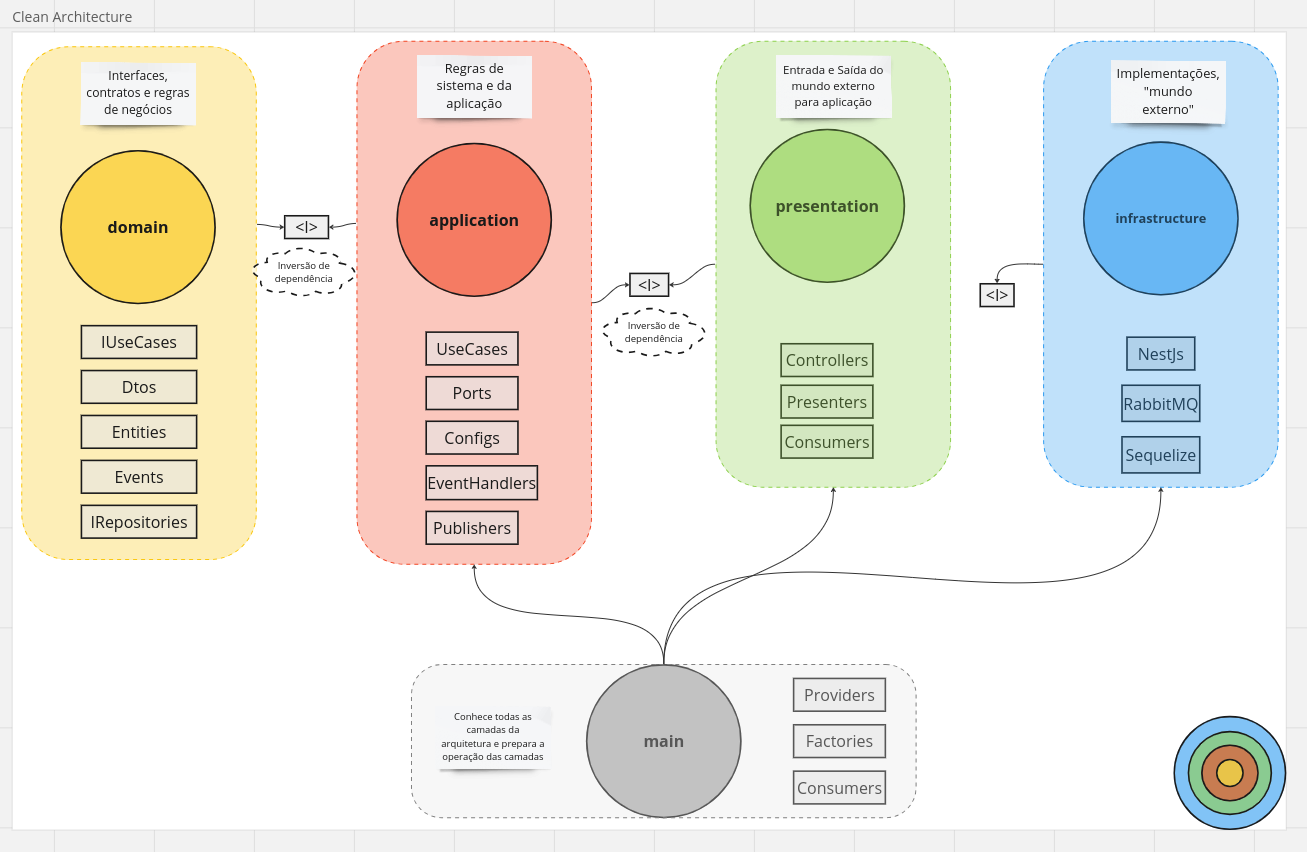 Clean Architecture
Interfaces,
contratos e regras
de negócios
domain
IUseCases
Dtos
Entities
Events
IRepositories
<I>
Inversão de
dependência
Regras de
sistema e da
aplicação
application
UseCases
Ports
Configs
EventHandlers
Publishers
<I>
Inversão de
dependência
Entrada e Saída do
mundo externo
para aplicação
presentation
Controllers
Presenters
Consumers
<I>
Implementações,
"mundo
externo"
infrastructure
NestJs
RabbitMQ
Sequelize
Conhece todas as
camadas da
arquitetura e prepara a
operação das camadas
main
Providers
Factories
Consumers